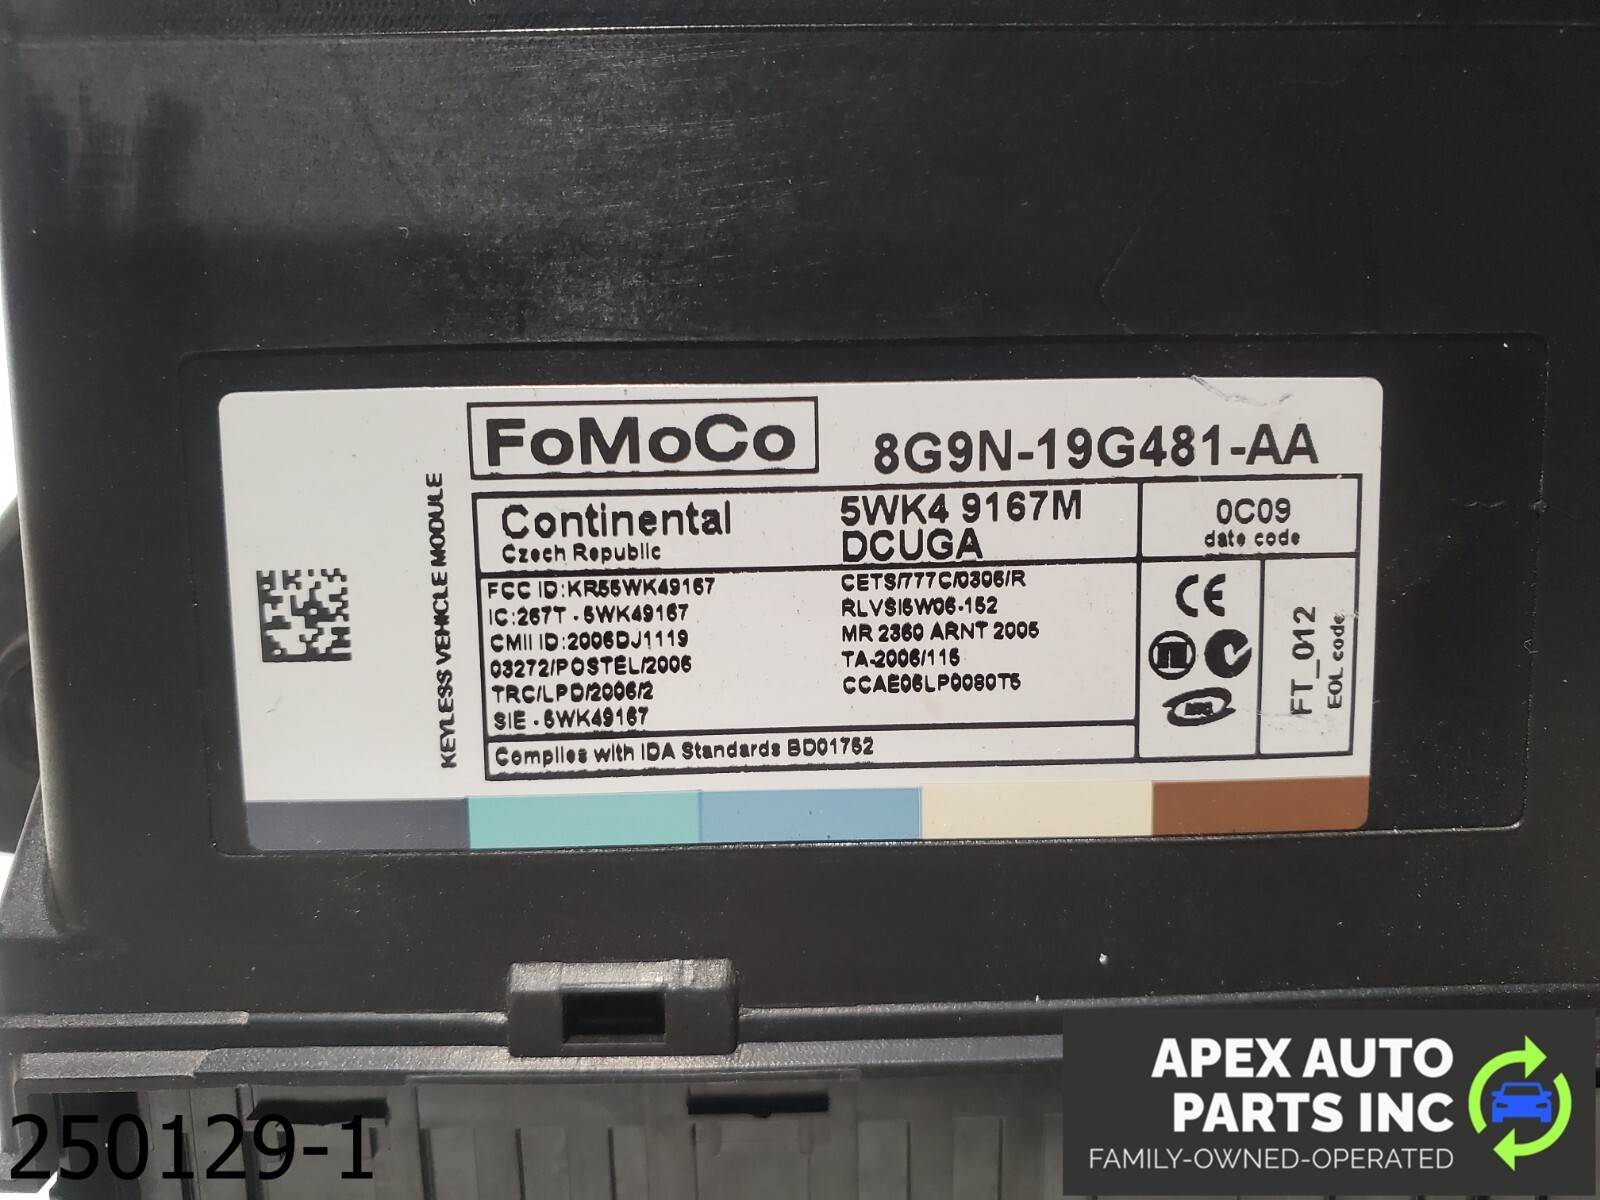 FoMoCo
8G9N-19G481-AA
KEYLESS VEHICLE MODULE
Continental
Czech Republic
5WK4 9167M
DCUGA
0C09
date code
FCC ID:KR55WK49167
IC:267T - 5WK49167
CMII ID:2006DJ1119
03272/POSTEL/2006
TRC/LPD/2006/2
SIE - 5WK49167
CETS/777C/0306/R
RLVSI5W06-152
MR 2360 ARNT 2005
TA-2006/115
CCAE06LP0080T5
Complies with IDA Standards BD01752
CE
FT_012
EOL code
250129-1
APEX AUTO
PARTS INC
FAMILY-OWNED-OPERATED